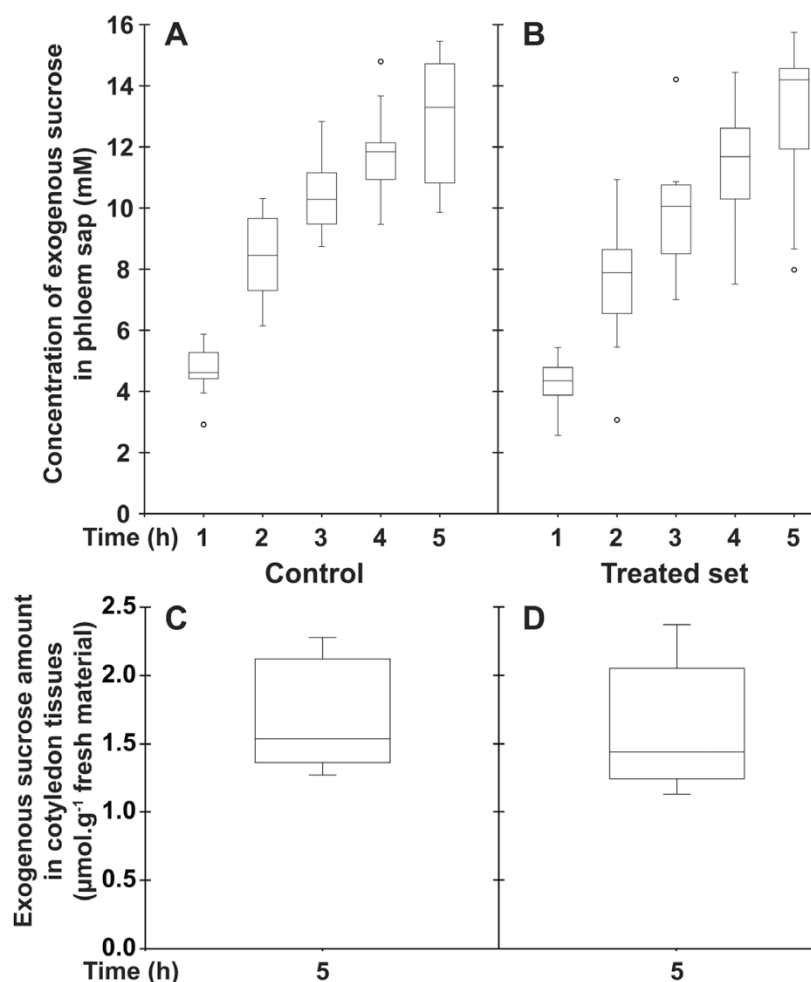 A
B
Concentration of exogenous sucrose
in phloem sap (mM)
16
14
12
10
8
6
4
2
0
Time (h) 1 2 3 4 5 1 2 3 4 5
Control Treated set
C
D
Exogenous sucrose amount
in cotyledon tissues
(µmol.g⁻¹ fresh material)
2.5
2.0
1.5
1.0
0.5
0.0
Time (h) 5 5